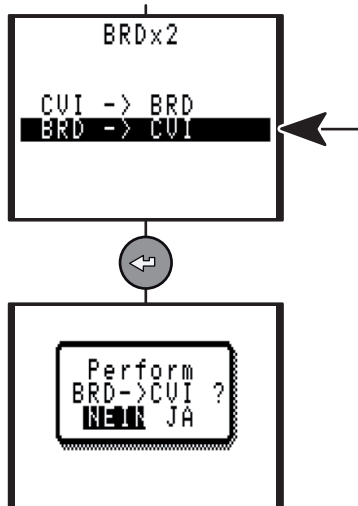 BRDx2
CVI -> BRD
BRD -> CVI
Perform
BRD->CVI ?
NEIN JA